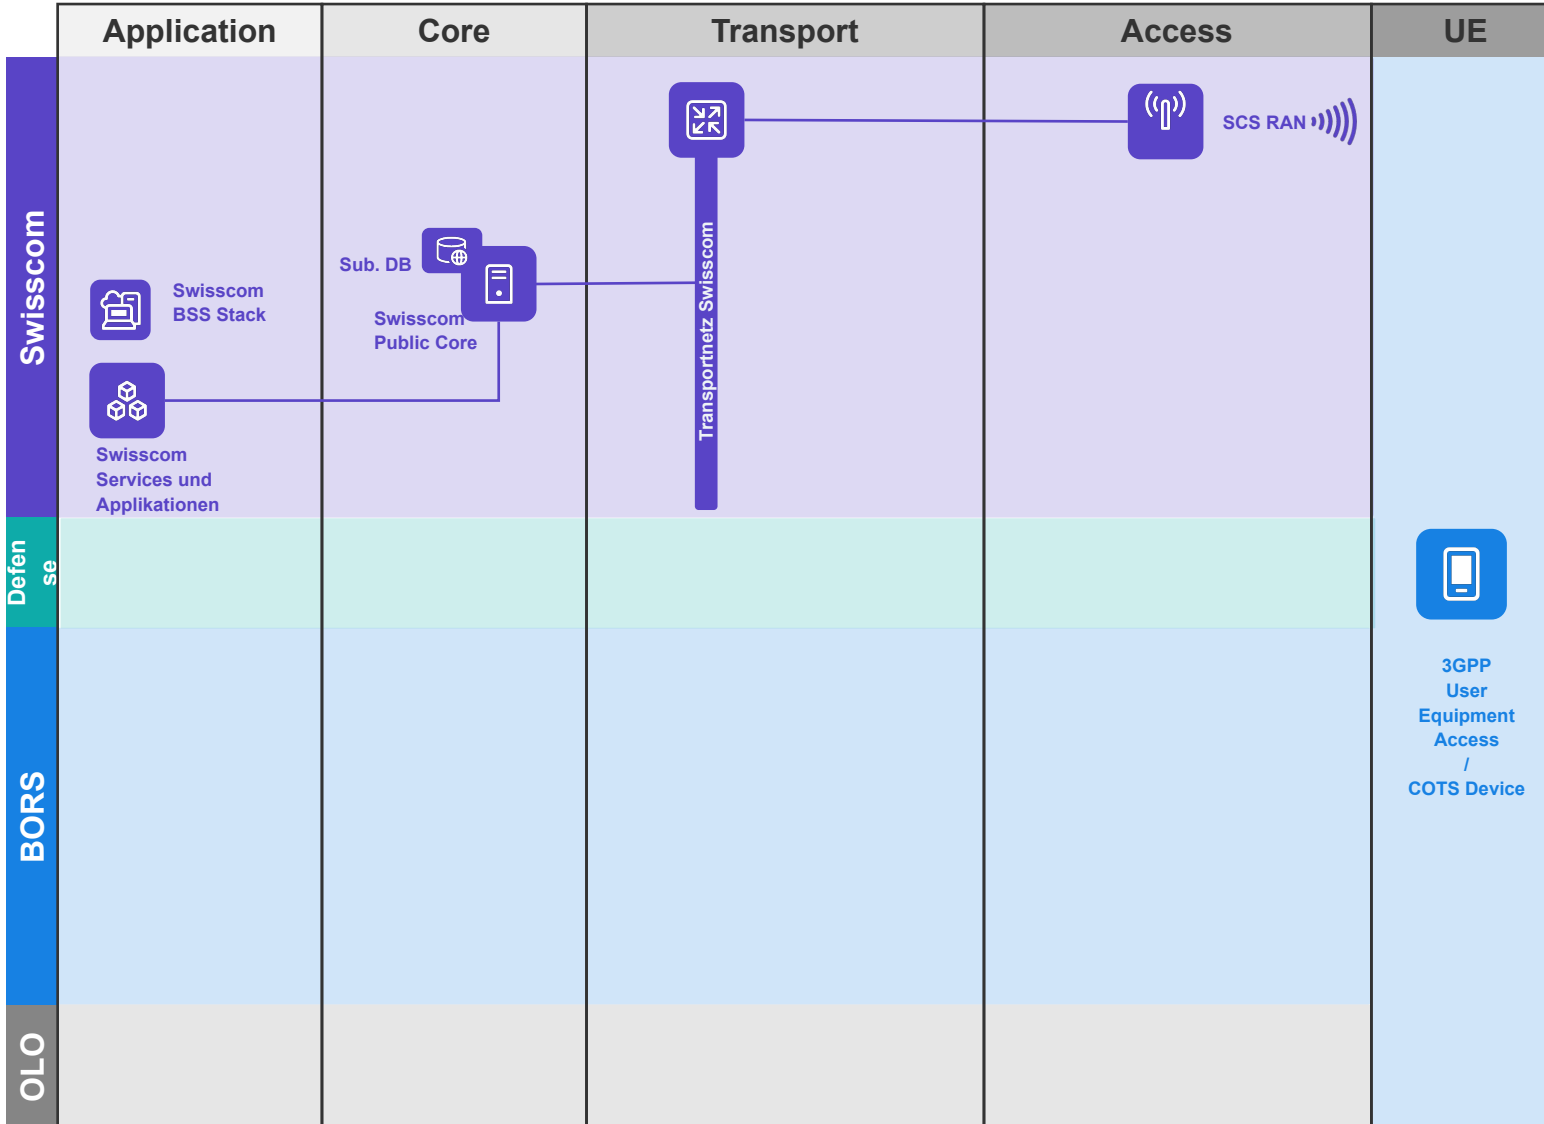 Application
Core
Transport
Access
UE
Swisscom
SCS RAN
Transportnetz Swisscom
Sub. DB
Swisscom
Public Core
Swisscom
BSS Stack
Swisscom
Services und
Applikationen
Defen
se
3GPP
User
Equipment
Access
/
COTS Device
BORS
OLO